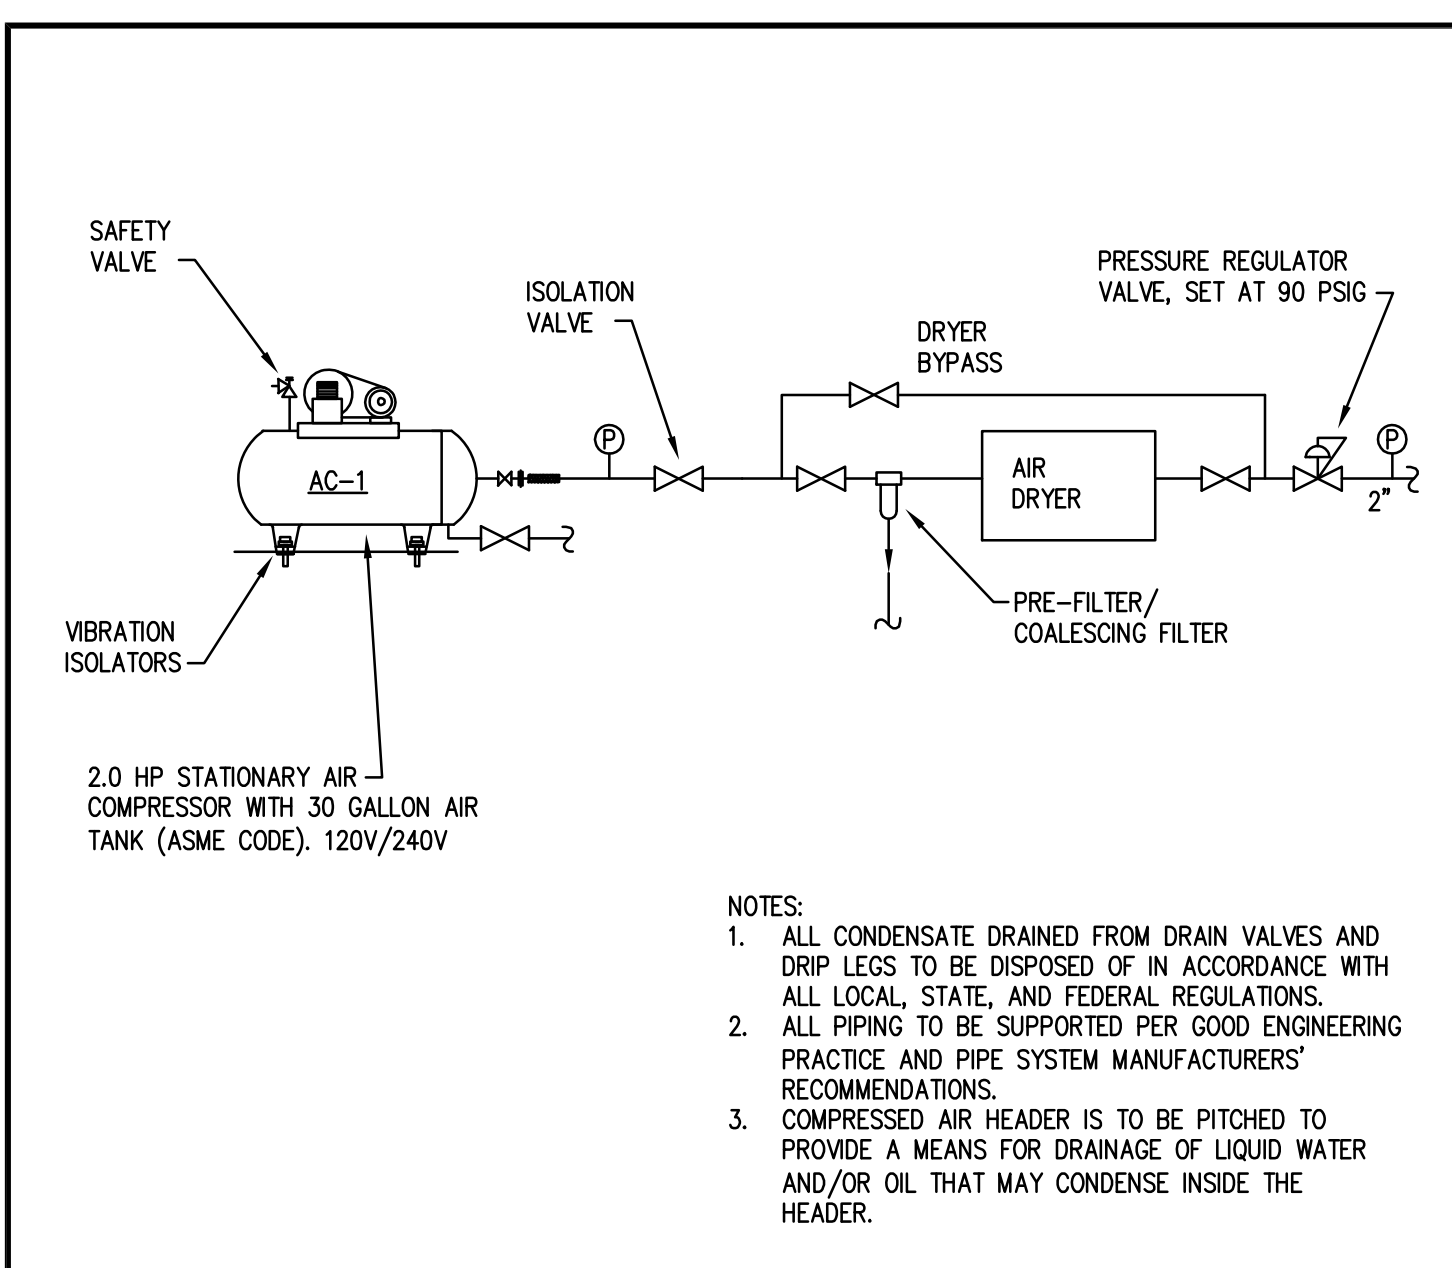 SAFETY
VALVE
ISOLATION
VALVE
PRESSURE REGULATOR
VALVE, SET AT 90 PSIG
DRYER
BYPASS
P
P
AC-1
AIR
DRYER
2"
PRE-FILTER/
COALESCING FILTER
VIBRATION
ISOLATORS
2.0 HP STATIONARY AIR
COMPRESSOR WITH 30 GALLON AIR
TANK (ASME CODE). 120V/240V
NOTES:
1. ALL CONDENSATE DRAINED FROM DRAIN VALVES AND
DRIP LEGS TO BE DISPOSED OF IN ACCORDANCE WITH
ALL LOCAL, STATE, AND FEDERAL REGULATIONS.
2. ALL PIPING TO BE SUPPORTED PER GOOD ENGINEERING
PRACTICE AND PIPE SYSTEM MANUFACTURERS'
RECOMMENDATIONS.
3. COMPRESSED AIR HEADER IS TO BE PITCHED TO
PROVIDE A MEANS FOR DRAINAGE OF LIQUID WATER
AND/OR OIL THAT MAY CONDENSE INSIDE THE
HEADER.